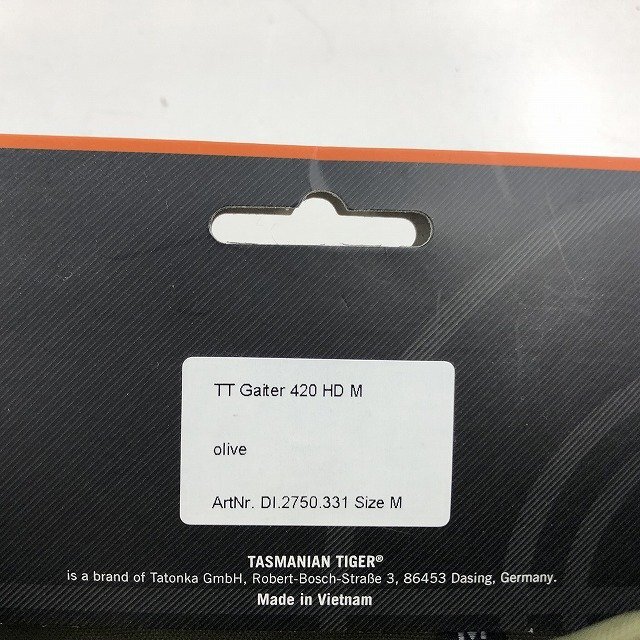 TT Gaiter 420 HD M
olive
ArtNr. DI.2750.331 Size M
TASMANIAN TIGER®
is a brand of Tatonka GmbH, Robert-Bosch-Straße 3, 86453 Dasing, Germany.
Made in Vietnam